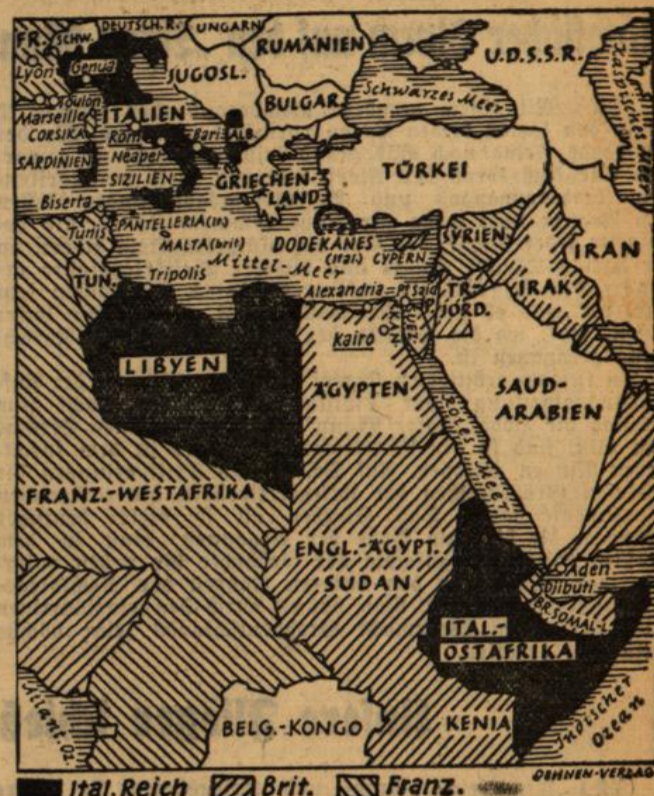 DEUTSCH.R.
UNGARN
FR.
SCHW.
RUMÄNIEN
U.D.S.S.R.
Lyon
Genua
JUGOSL.
Kaspisches Meer
Schwarzes Meer
Toulon
Marseille
ITALIEN
BULGAR.
CORSIKA
Rom
Bari
ALB.
SARDINIEN
Neapel
TÜRKEI
SIZILIEN
GRIECHEN-
LAND
Biserta
Tunis
PANTELLERIA (It.)
MALTA (brit)
DODEKANES
(Ital.)
CYPERN
SYRIEN
IRAN
Mittel-Meer
TUN.
Tripolis
Alexandria
Pt Said
TR.-
JORD.
IRAK
SUEZ-
KANAL
Kairo
LIBYEN
ÄGYPTEN
SAUD-
ARABIEN
Rotes Meer
FRANZ.-WESTAFRIKA
ENGL.-ÄGYPT.
SUDAN
Aden
Djibuti
BR. SOMAL-L.
ITAL.-
OSTAFRIKA
Atlant. Oz.
BELG.-KONGO
KENIA
Indischer
Ozean
DEHNEN-VERLAG
Ital. Reich
Brit.
Franz.